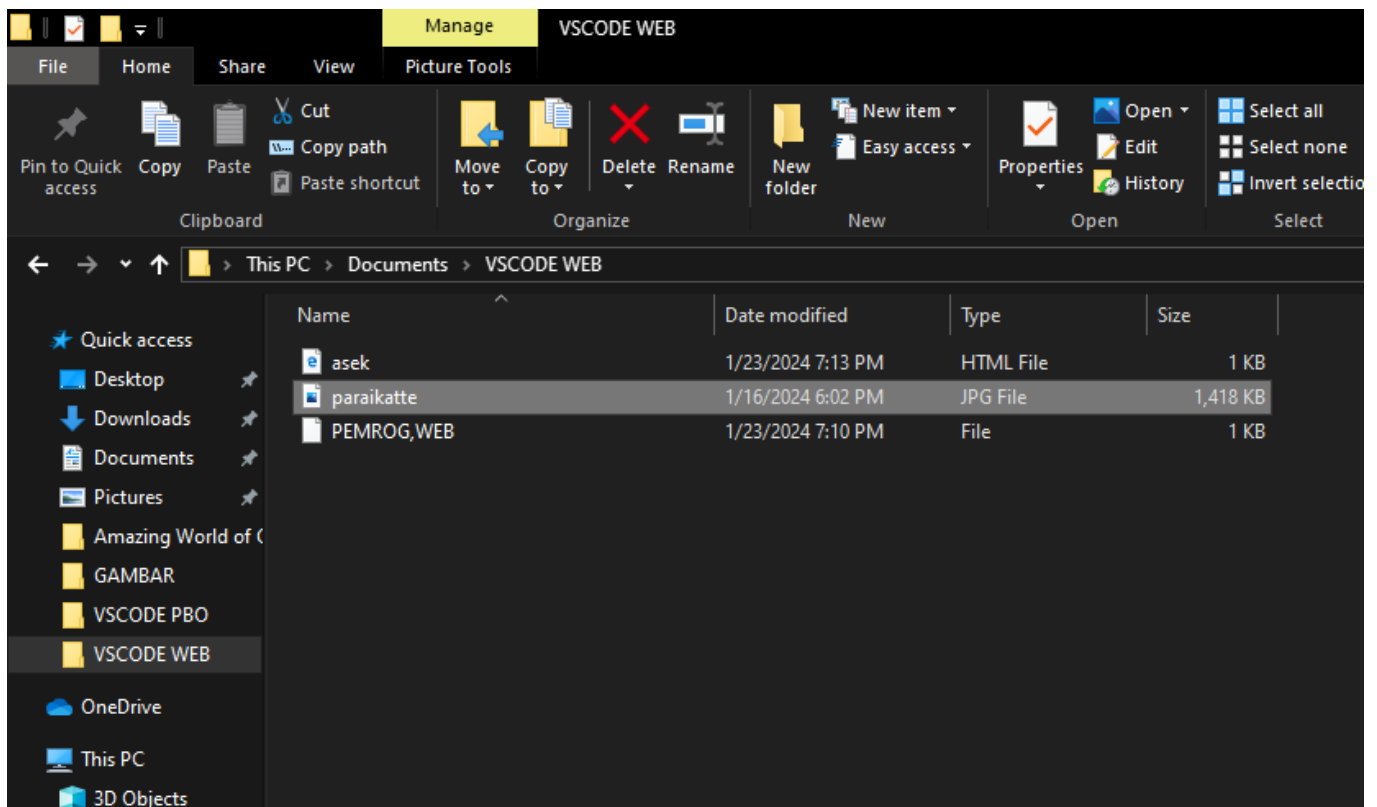 Manage VSCODE WEB
File Home Share View Picture Tools
Pin to Quick access
Copy
Paste
Cut
Copy path
Paste shortcut
Clipboard
Move to
Copy to
Delete
Rename
Organize
New folder
New item
Easy access
New
Properties
Open
Edit
History
Open
Select all
Select none
Invert selectio
Select
This PC > Documents > VSCODE WEB
Quick access
Desktop
Downloads
Documents
Pictures
Amazing World of
GAMBAR
VSCODE PBO
VSCODE WEB
OneDrive
This PC
3D Objects
Name Date modified Type Size
asek 1/23/2024 7:13 PM HTML File 1 KB
paraikatte 1/16/2024 6:02 PM JPG File 1,418 KB
PEMROG,WEB 1/23/2024 7:10 PM File 1 KB